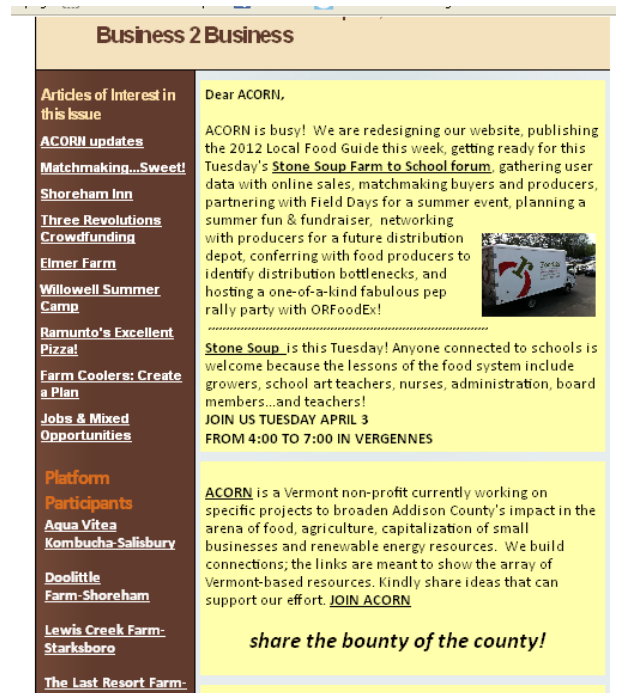 Business 2 Business
Articles of Interest in
this Issue
ACORN updates
Matchmaking...Sweet!
Shoreham Inn
Three Revolutions
Crowdfunding
Elmer Farm
Willowell Summer
Camp
Ramunto's Excellent
Pizza!
Farm Coolers: Create
a Plan
Jobs & Mixed
Opportunities
Platform
Participants
Aqua Vitea
Kombucha-Salisbury
Doolittle
Farm-Shoreham
Lewis Creek Farm-
Starksboro
The Last Resort Farm-
Dear ACORN,
ACORN is busy! We are redesigning our website, publishing
the 2012 Local Food Guide this week, getting ready for this
Tuesday's Stone Soup Farm to School forum, gathering user
data with online sales, matchmaking buyers and producers,
partnering with Field Days for a summer event, planning a
summer fun & fundraiser, networking
with producers for a future distribution
depot, conferring with food producers to
identify distribution bottlenecks, and
hosting a one-of-a-kind fabulous pep
rally party with ORFoodEx!
Stone Soup is this Tuesday! Anyone connected to schools is
welcome because the lessons of the food system include
growers, school art teachers, nurses, administration, board
members...and teachers!
JOIN US TUESDAY APRIL 3
FROM 4:00 TO 7:00 IN VERGENNES
ACORN is a Vermont non-profit currently working on
specific projects to broaden Addison County's impact in the
arena of food, agriculture, capitalization of small
businesses and renewable energy resources. We build
connections; the links are meant to show the array of
Vermont-based resources. Kindly share ideas that can
support our effort. JOIN ACORN
share the bounty of the county!